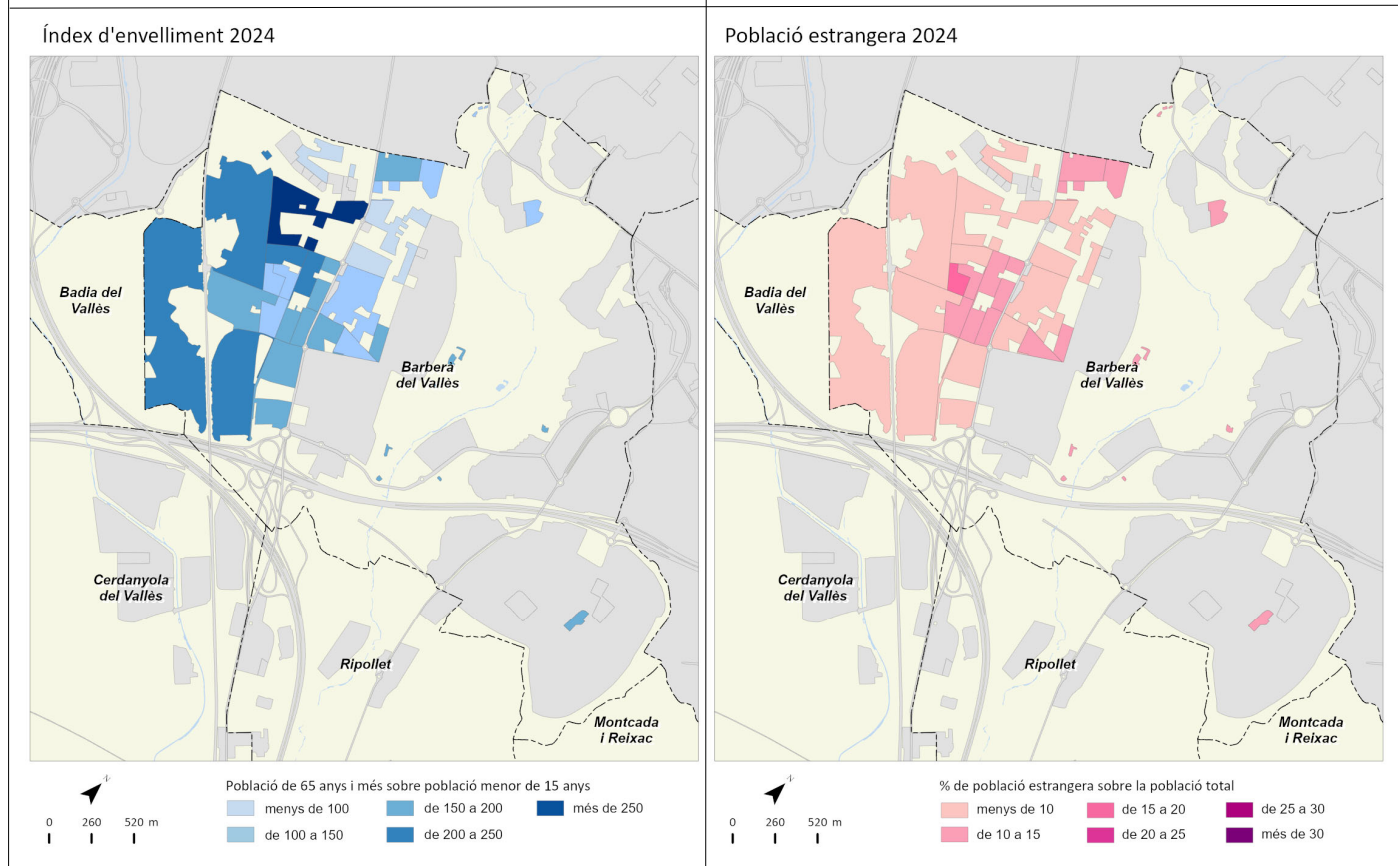 Índex d'envelliment 2024
Badia del
Vallès
Barberà
del Vallès
Cerdanyola
del Vallès
Ripollet
Montcada
i Reixac
N
0 260 520 m
Població de 65 anys i més sobre població menor de 15 anys
menys de 100
de 150 a 200
més de 250
de 100 a 150
de 200 a 250
Població estrangera 2024
Badia del
Vallès
Barberà
del Vallès
Cerdanyola
del Vallès
Ripollet
Montcada
i Reixac
N
0 260 520 m
% de població estrangera sobre la població total
menys de 10
de 15 a 20
de 25 a 30
de 10 a 15
de 20 a 25
més de 30